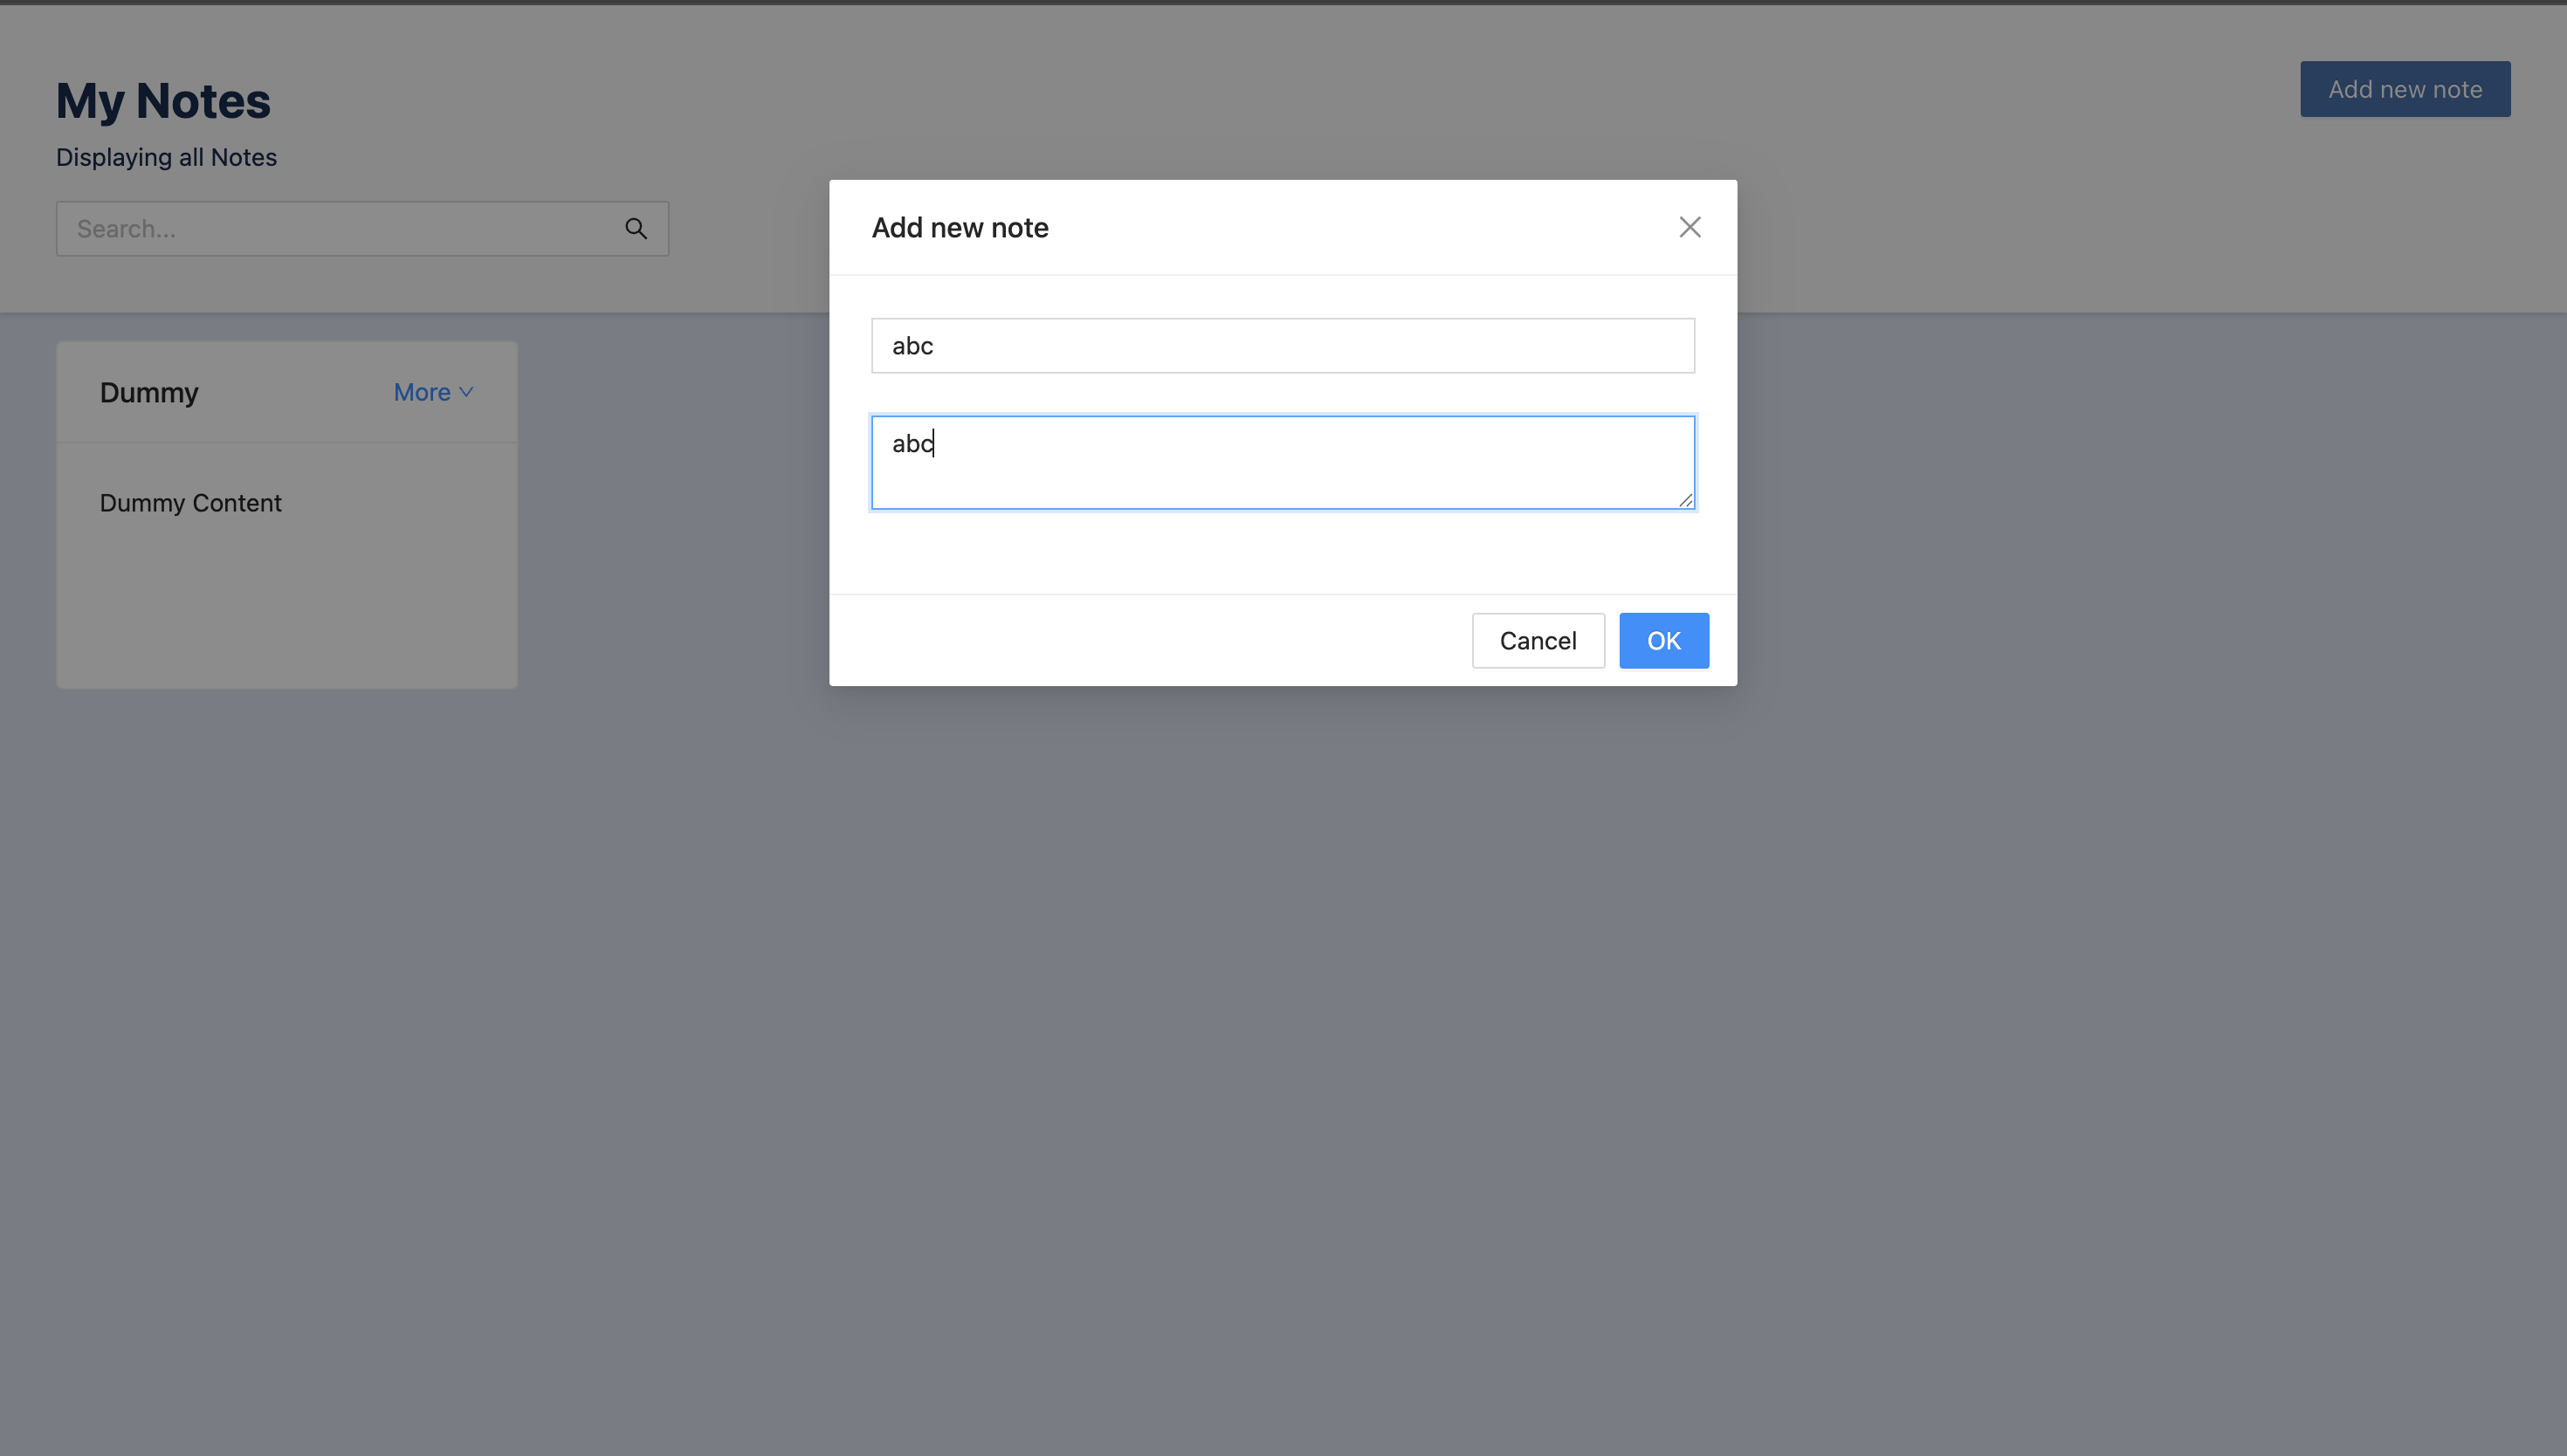 My Notes
Add new note
Displaying all Notes
Search...
Dummy
More
Dummy Content
Add new note
abc
abc
Cancel
OK